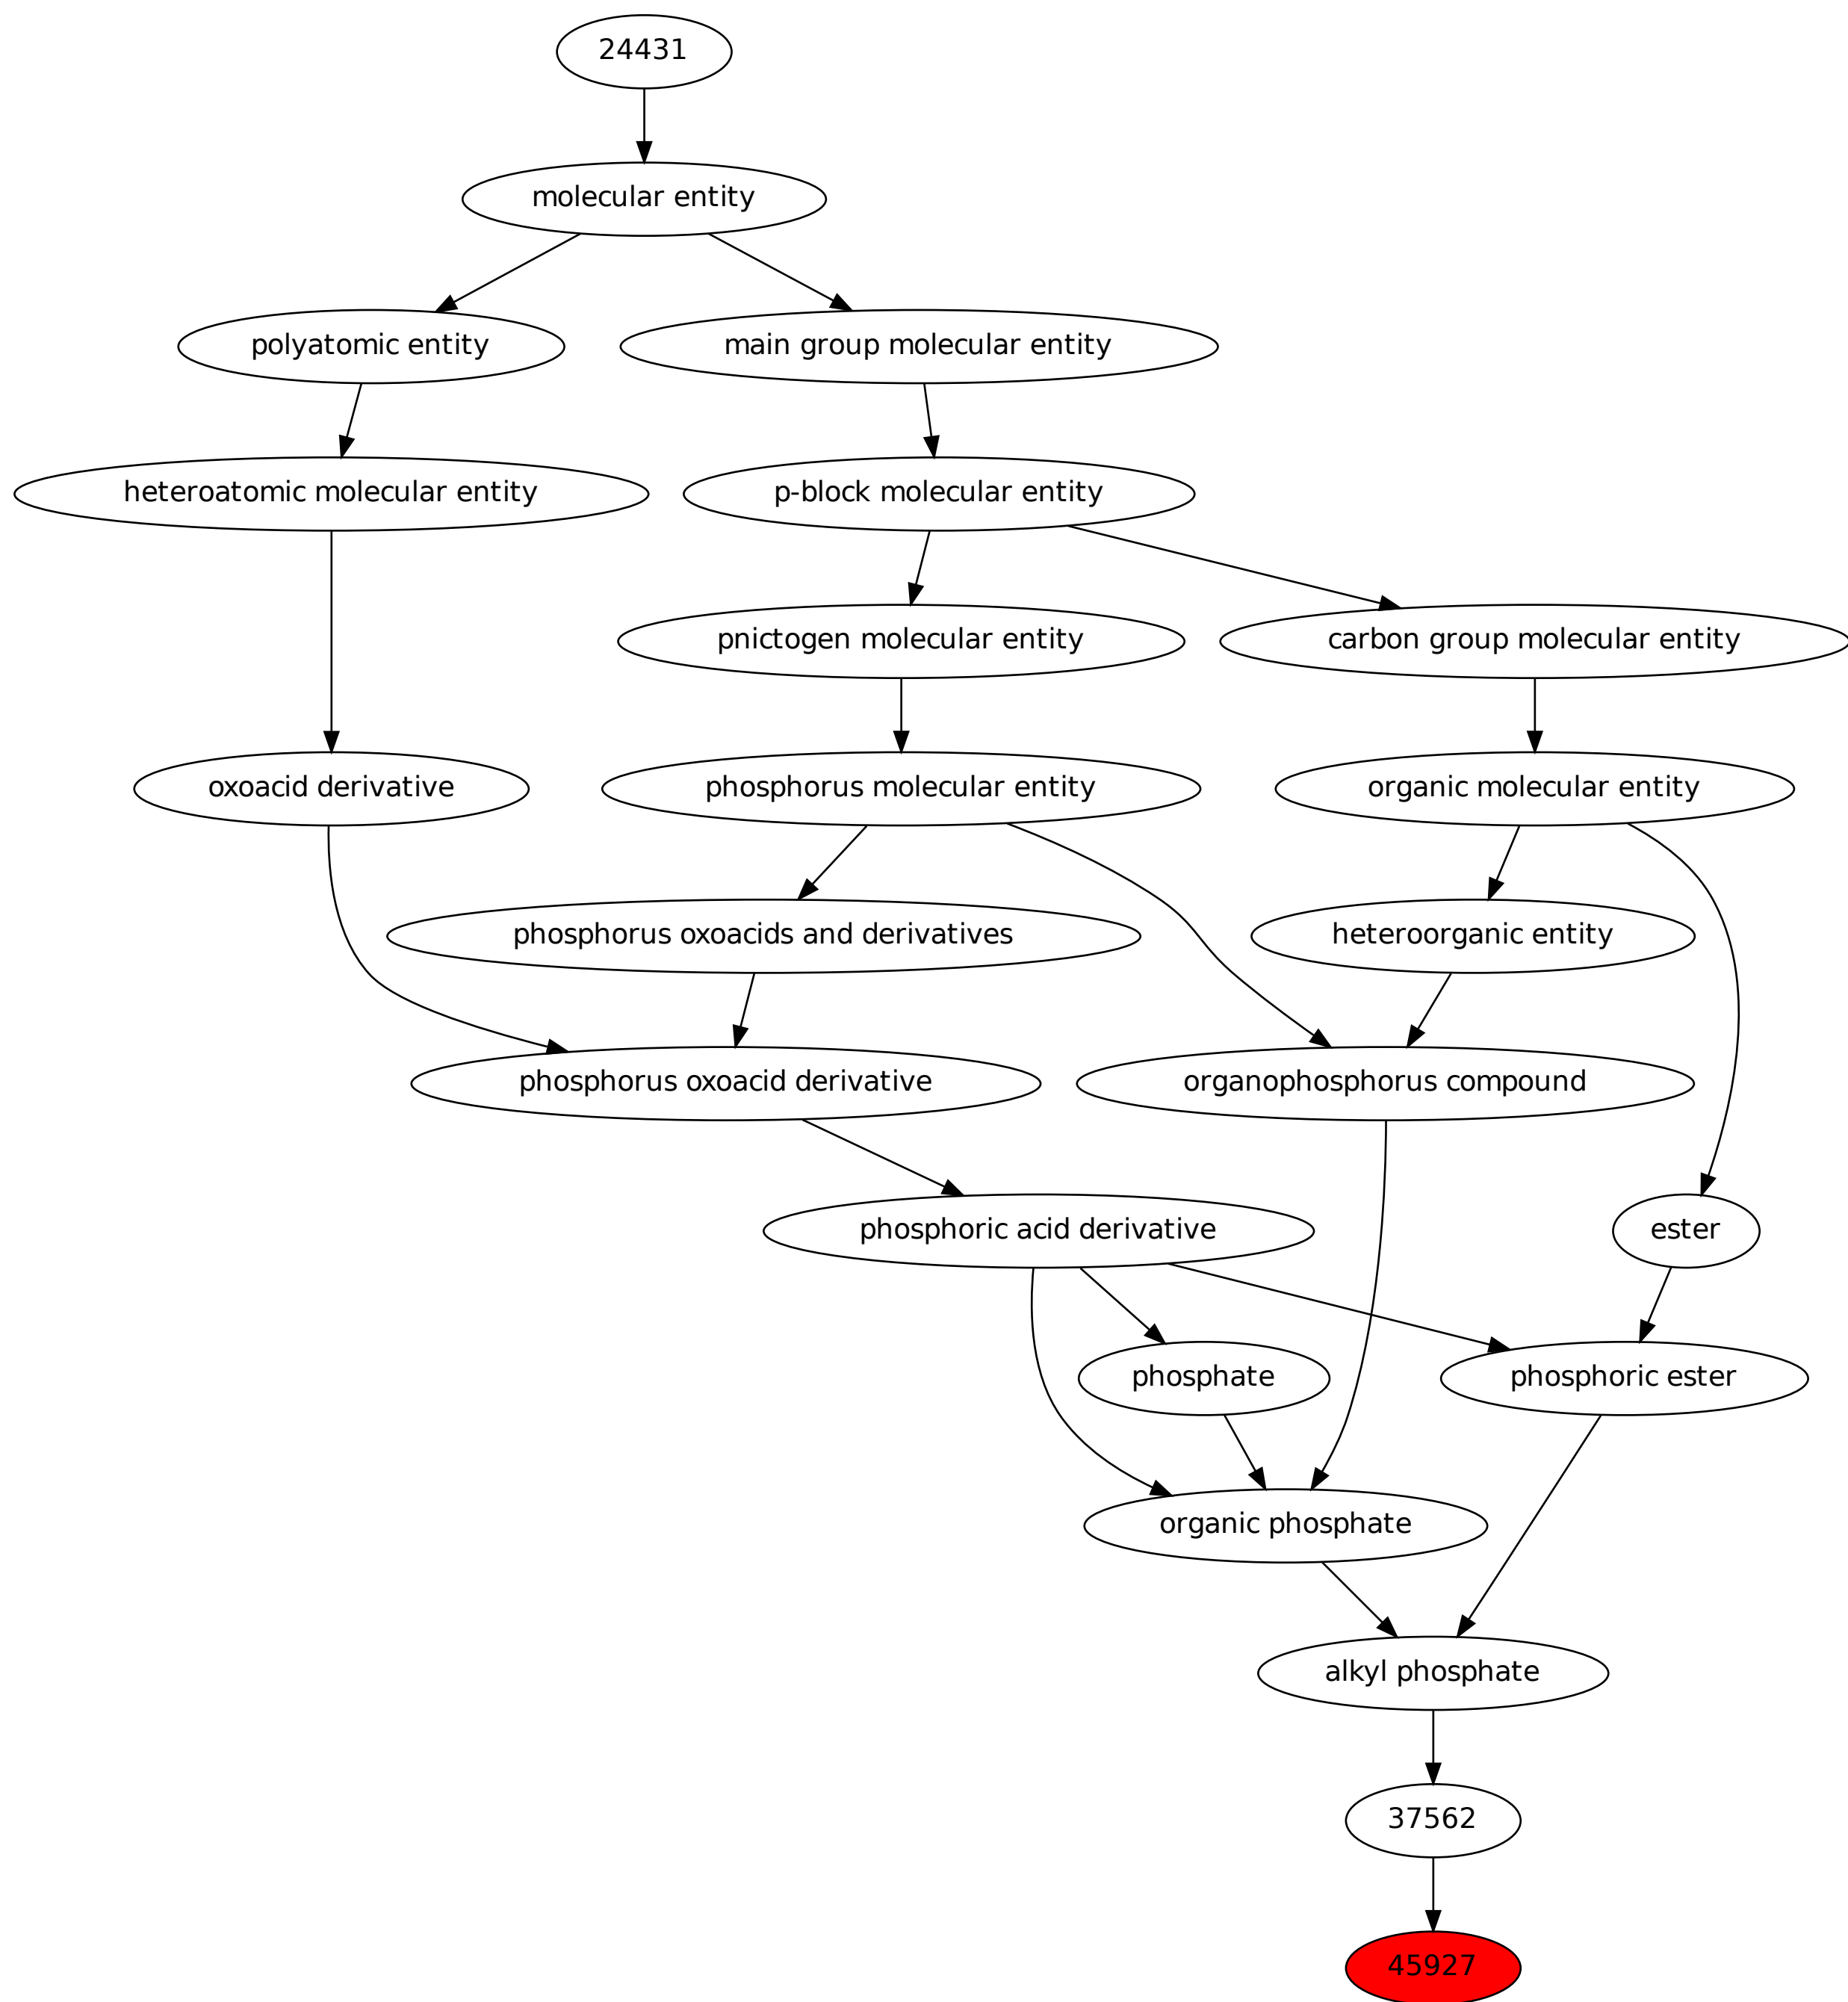 24431
molecular entity
polyatomic entity
main group molecular entity
heteroatomic molecular entity
p-block molecular entity
pnictogen molecular entity
carbon group molecular entity
oxoacid derivative
phosphorus molecular entity
organic molecular entity
phosphorus oxoacids and derivatives
heteroorganic entity
phosphorus oxoacid derivative
organophosphorus compound
phosphoric acid derivative
ester
phosphate
phosphoric ester
organic phosphate
alkyl phosphate
37562
45927